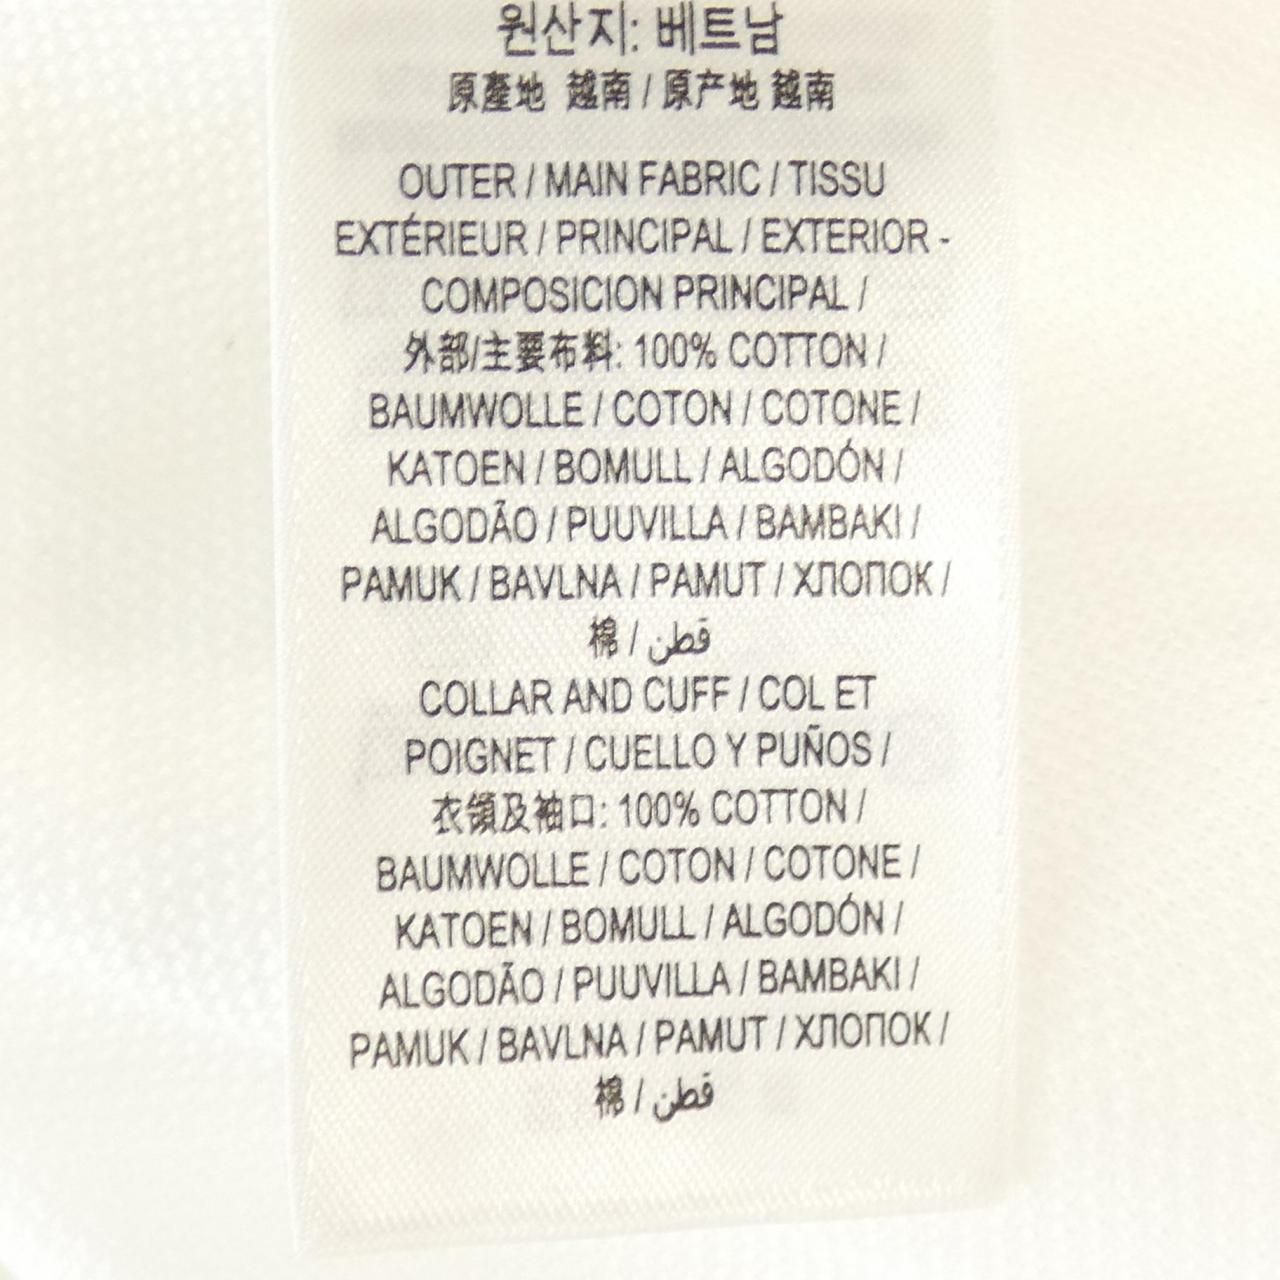 원산지: 베트남
原產地 越南 / 原产地 越南
OUTER / MAIN FABRIC / TISSU
EXTÉRIEUR / PRINCIPAL / EXTERIOR -
COMPOSICION PRINCIPAL /
外部/主要布料: 100% COTTON /
BAUMWOLLE / COTON / COTONE /
KATOEN / BOMULL / ALGODÓN /
ALGODÃO / PUUVILLA / BAMBAKI /
PAMUK / BAVLNA / PAMUT / ХЛОПОК /
棉 / قطن
COLLAR AND CUFF / COL ET
POIGNET / CUELLO Y PUÑOS /
衣領及袖口: 100% COTTON /
BAUMWOLLE / COTON / COTONE /
KATOEN / BOMULL / ALGODÓN /
ALGODÃO / PUUVILLA / BAMBAKI /
PAMUK / BAVLNA / PAMUT / ХЛОПОК /
棉 / قطن